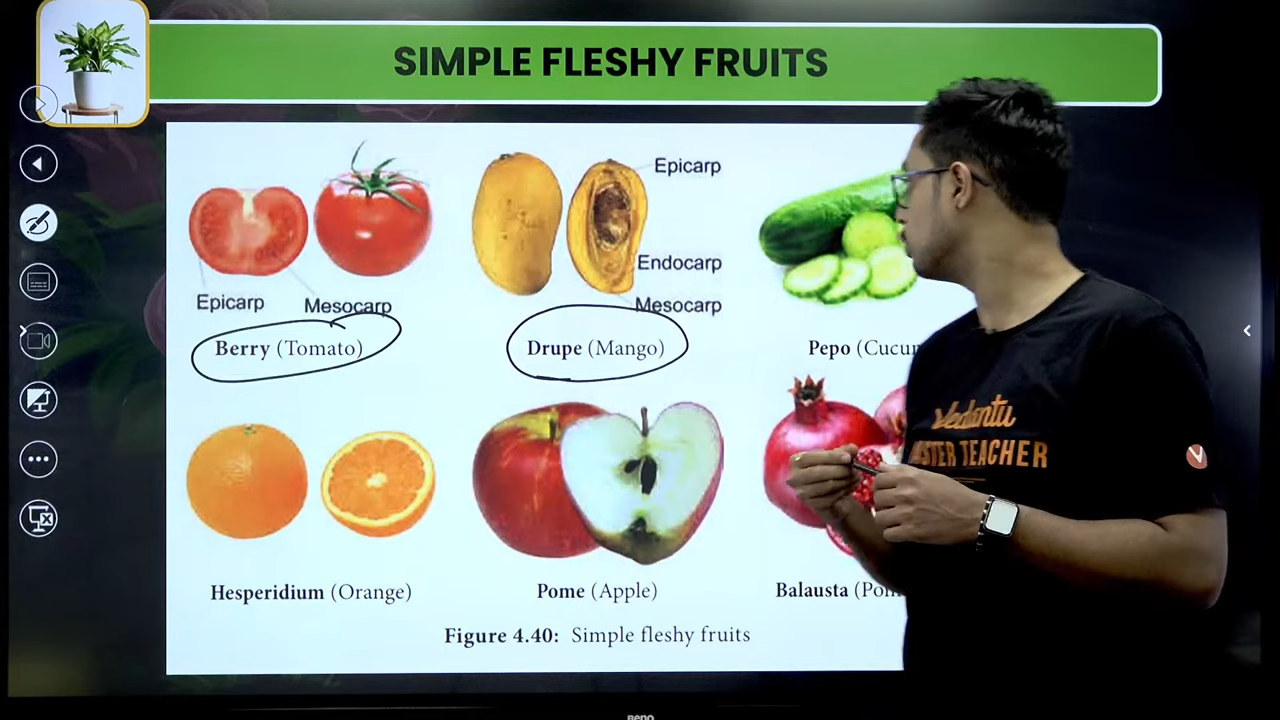 SIMPLE FLESHY FRUITS
Epicarp
Mesocarp
Berry (Tomato)
Epicarp
Endocarp
Mesocarp
Drupe (Mango)
Pepo
Hesperidium (Orange)
Pome (Apple)
Balausta
Figure 4.40: Simple fleshy fruits
Vedantu
TEACHER
V
BenQ